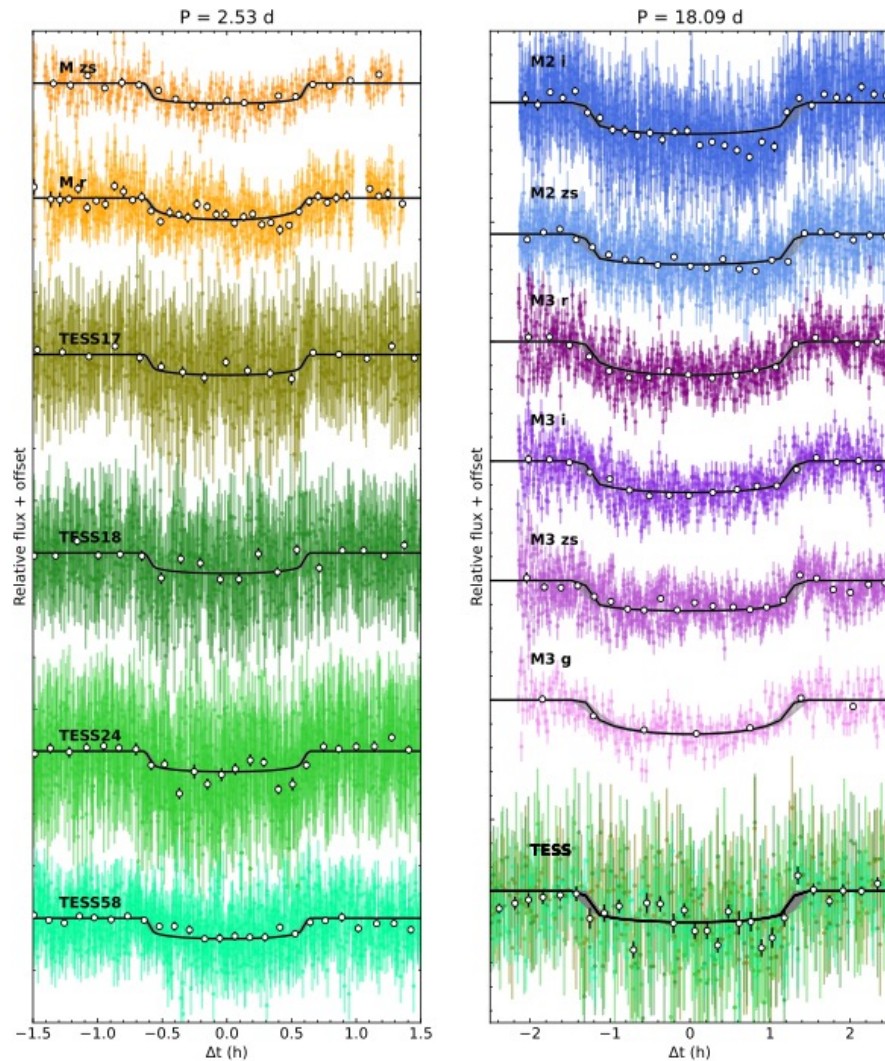 P = 2.53 d
M zs
M r
TESS17
TESS18
TESS24
TESS58
Relative flux + offset
−1.5 −1.0 −0.5 0.0 0.5 1.0 1.5
Δt (h)
P = 18.09 d
M2 i
M2 zs
M3 r
M3 i
M3 zs
M3 g
TESS
Relative flux + offset
−2 −1 0 1 2
Δt (h)